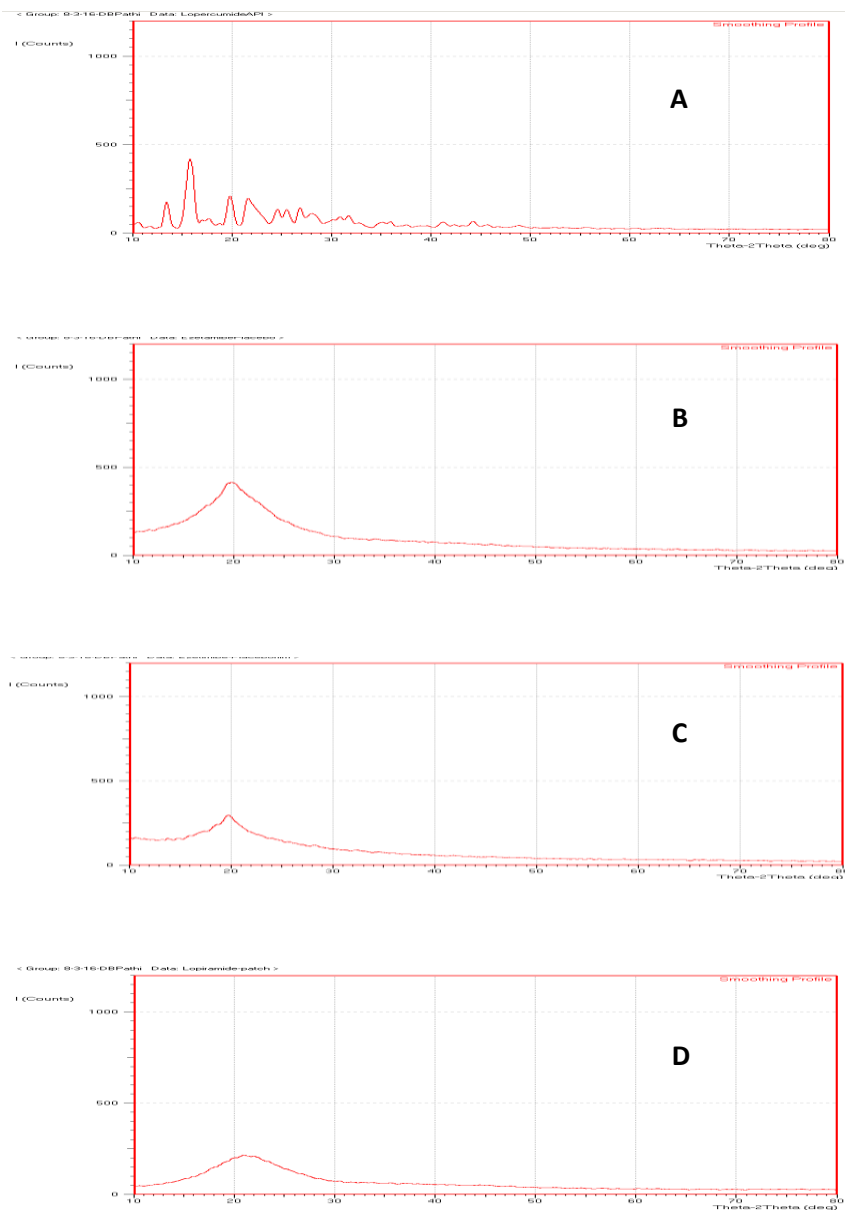 < Group: 8-3-16-DBPathi Data: LopercumideAPI >
Smoothing Profile
I (Counts)
1000
A
500
0
10 20 30 40 50 60 70 80
Theta-2Theta (deg)
Smoothing Profile
I (Counts)
1000
B
500
0
10 20 30 40 50 60 70 80
Theta-2Theta (deg)
Smoothing Profile
I (Counts)
1000
C
500
0
10 20 30 40 50 60 70 80
Theta-2Theta (deg)
< Group: 8-3-16-DBPathi Data: Lopiramide-patch >
Smoothing Profile
I (Counts)
1000
D
500
0
10 20 30 40 50 60 70 80
Theta-2Theta (deg)